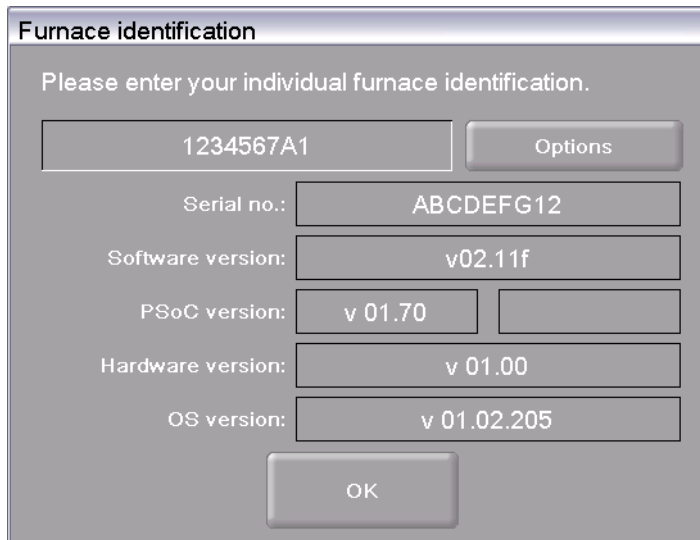 Furnace identification
Please enter your individual furnace identification.
1234567A1 Options
Serial no.: ABCDEFG12
Software version: v02.11f
PSoC version: v 01.70
Hardware version: v 01.00
OS version: v 01.02.205
OK